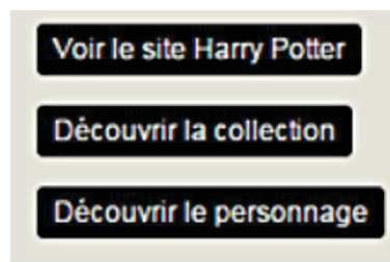 Voir le site Harry Potter
Découvrir la collection
Découvrir le personnage